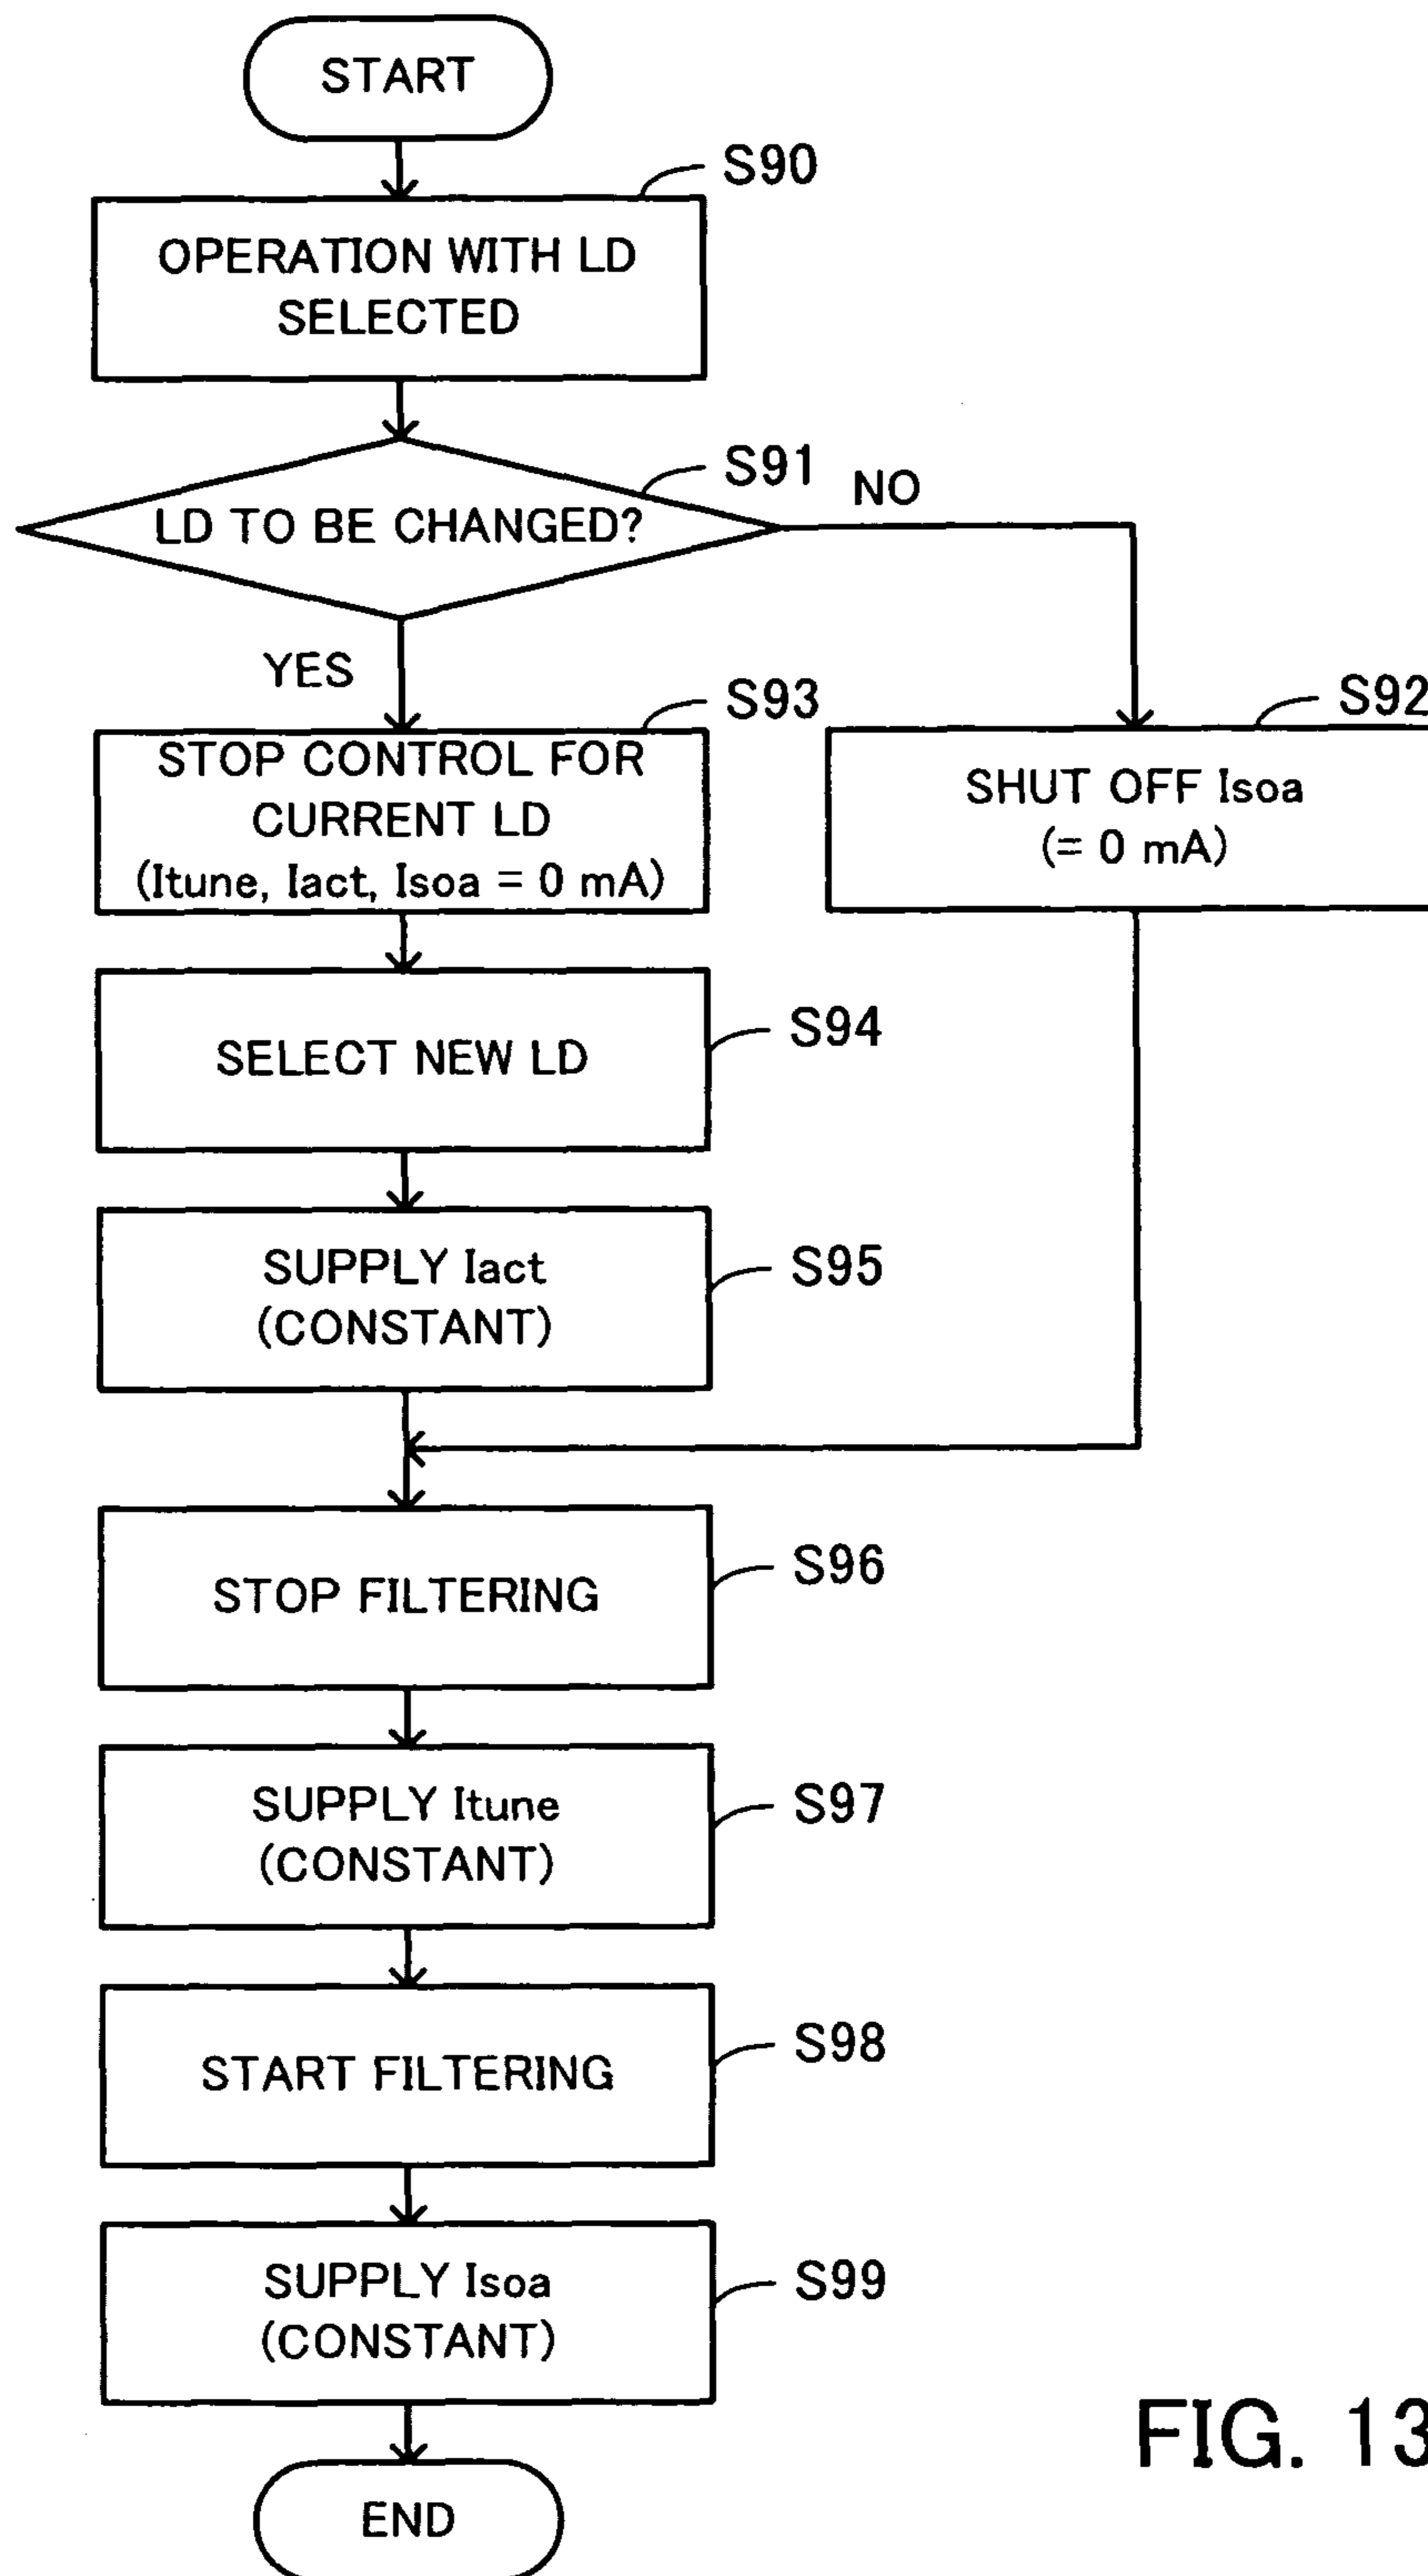 START
S90
OPERATION WITH LD
SELECTED
S91
LD TO BE CHANGED?
NO
YES
S93
STOP CONTROL FOR
CURRENT LD
(Itune, Iact, Isoa = 0 mA)
S92
SHUT OFF Isoa
(= 0 mA)
S94
SELECT NEW LD
S95
SUPPLY Iact
(CONSTANT)
S96
STOP FILTERING
S97
SUPPLY Itune
(CONSTANT)
S98
START FILTERING
S99
SUPPLY Isoa
(CONSTANT)
END
FIG. 13